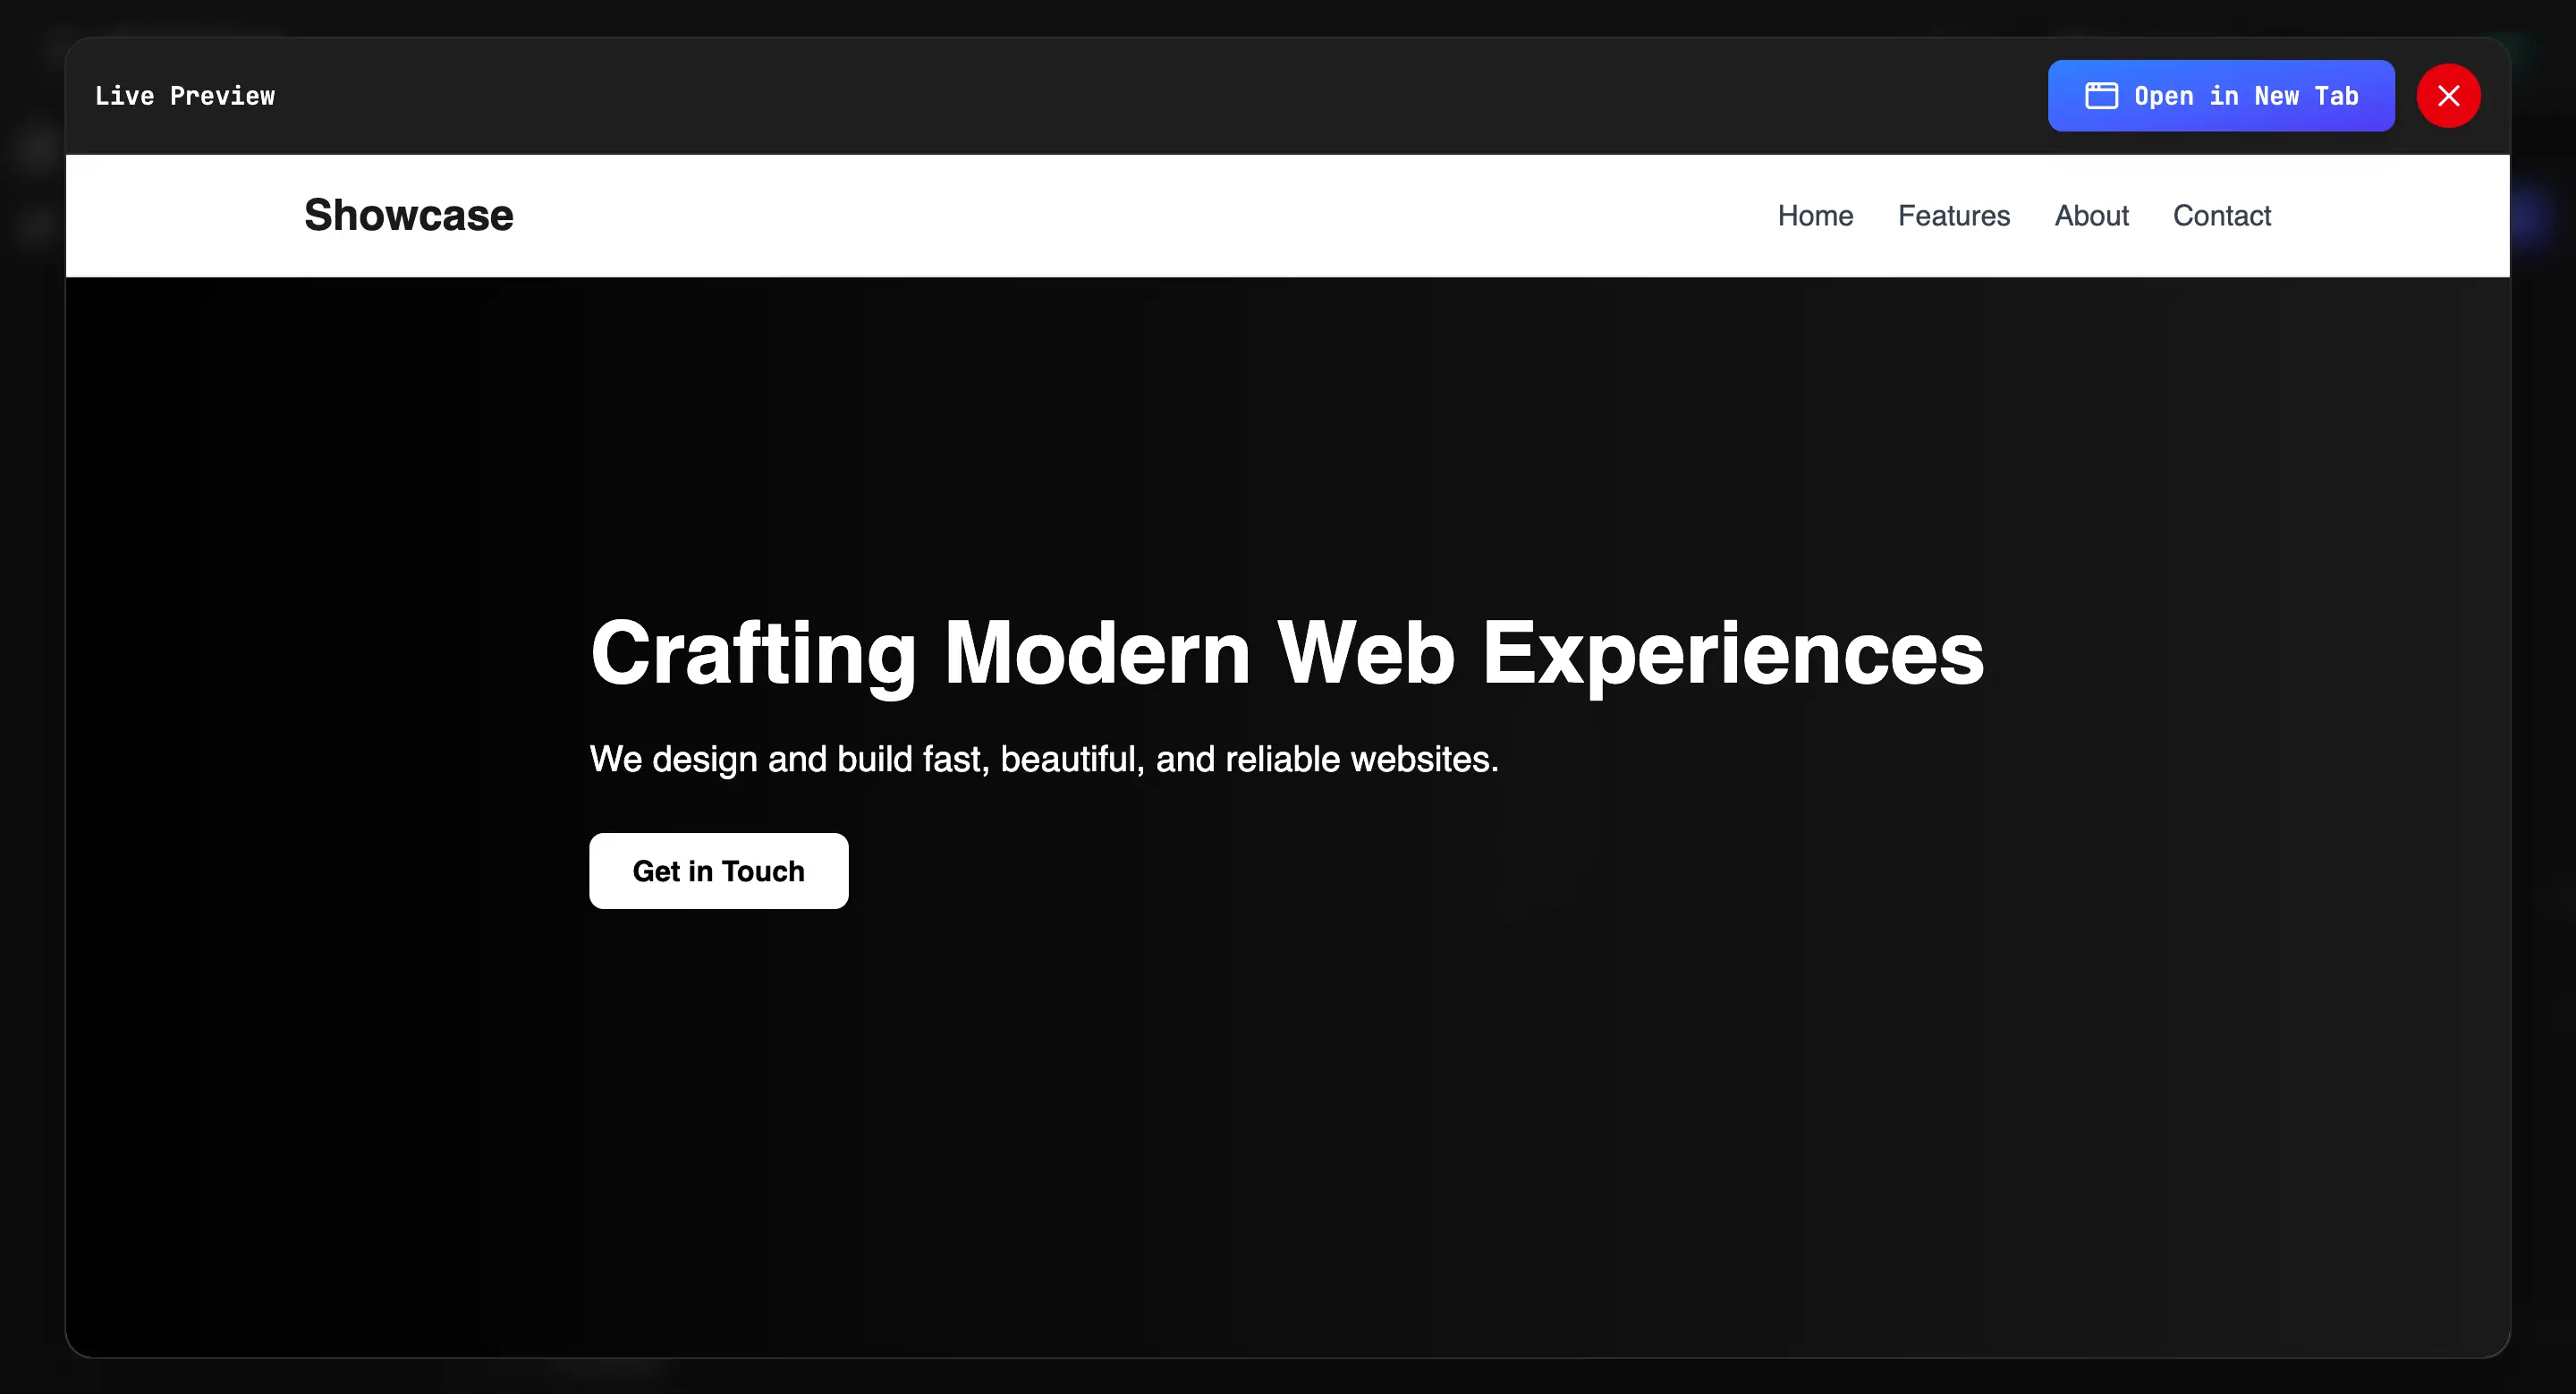 Live Preview
Open in New Tab
Showcase
Home Features About Contact
Crafting Modern Web Experiences
We design and build fast, beautiful, and reliable websites.
Get in Touch